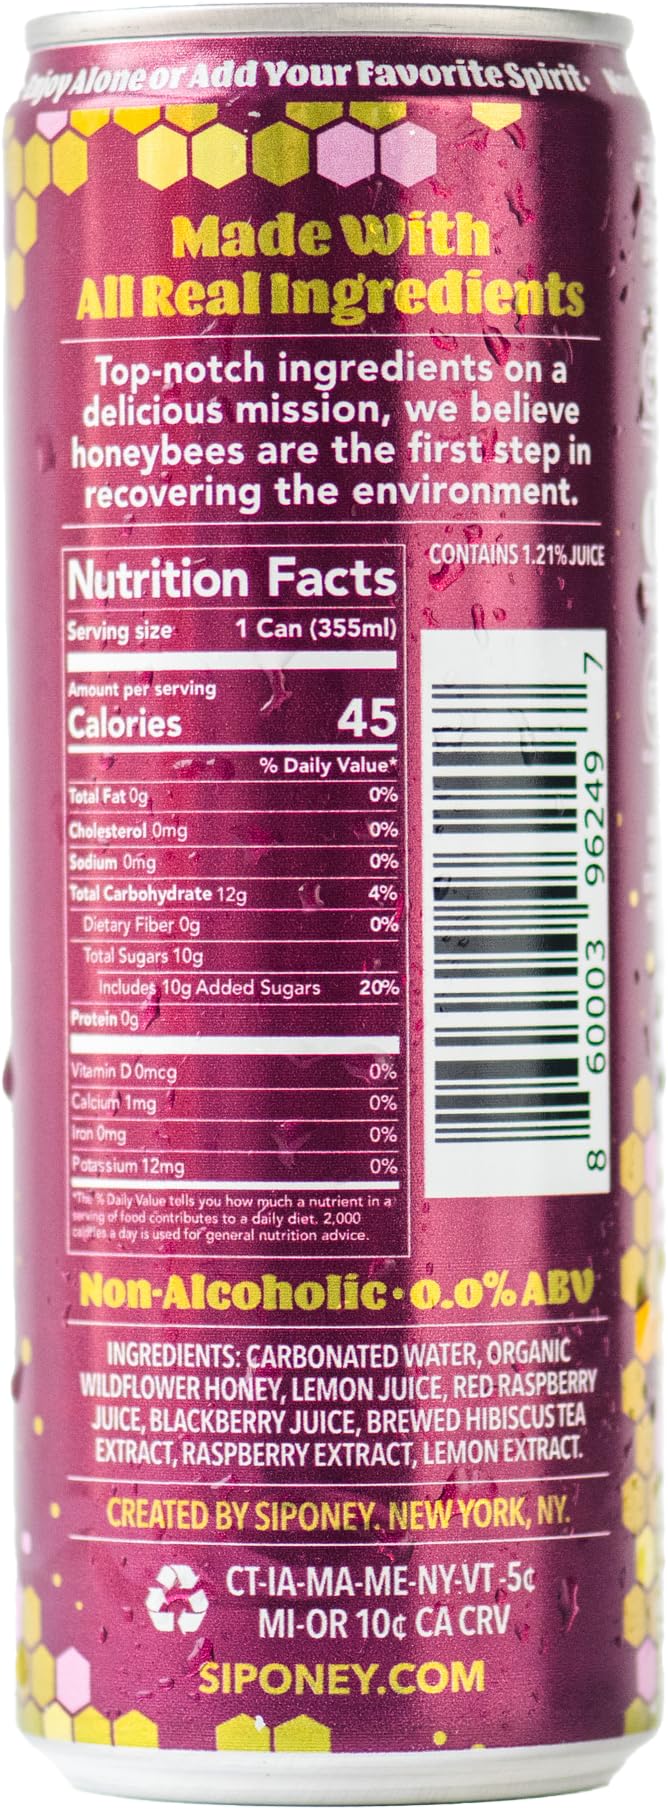 Enjoy Alone or Add Your Favorite Spirit·
Made With
All Real Ingredients
Top-notch ingredients on a
delicious mission, we believe
honeybees are the first step in
recovering the environment.
CONTAINS 1.21% JUICE
Nutrition Facts
Serving size 1 Can (355ml)
Amount per serving
Calories 45
% Daily Value*
Total Fat 0g 0%
Cholesterol 0mg 0%
Sodium 0mg 0%
Total Carbohydrate 12g 4%
Dietary Fiber 0g 0%
Total Sugars 10g
Includes 10g Added Sugars 20%
Protein 0g
Vitamin D 0mcg 0%
Calcium 1mg 0%
Iron 0mg 0%
Potassium 12mg 0%
*The % Daily Value tells you how much a nutrient in a
serving of food contributes to a daily diet. 2,000
calories a day is used for general nutrition advice.
8 60003 96249 7
Non-Alcoholic · 0.0% ABV
INGREDIENTS: CARBONATED WATER, ORGANIC
WILDFLOWER HONEY, LEMON JUICE, RED RASPBERRY
JUICE, BLACKBERRY JUICE, BREWED HIBISCUS TEA
EXTRACT, RASPBERRY EXTRACT, LEMON EXTRACT.
CREATED BY SIPONEY. NEW YORK, NY.
CT-IA-MA-ME-NY-VT -5¢
MI-OR 10¢ CA CRV
SIPONEY.COM